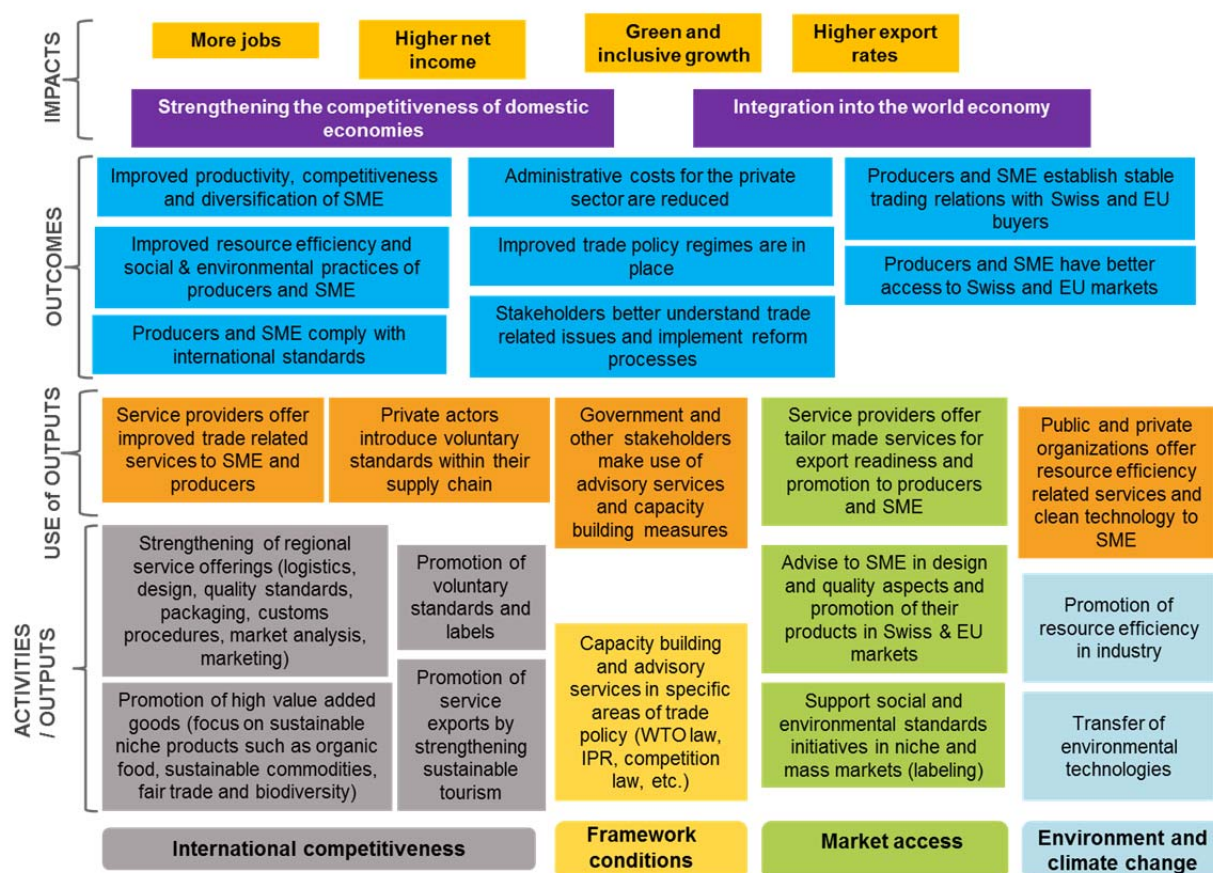 IMPACTS
More jobs
Higher net
income
Green and
inclusive growth
Higher export
rates
Strengthening the competitiveness of domestic
economies
Integration into the world economy
OUTCOMES
Improved productivity, competitiveness
and diversification of SME
Administrative costs for the private
sector are reduced
Producers and SME establish stable
trading relations with Swiss and EU
buyers
Improved resource efficiency and
social & environmental practices of
producers and SME
Improved trade policy regimes are in
place
Producers and SME have better
access to Swiss and EU markets
Producers and SME comply with
international standards
Stakeholders better understand trade
related issues and implement reform
processes
USE of OUTPUTS
Service providers offer
improved trade related
services to SME and
producers
Private actors
introduce voluntary
standards within their
supply chain
Government and
other stakeholders
make use of
advisory services
and capacity
building measures
Service providers offer
tailor made services for
export readiness and
promotion to producers
and SME
Public and private
organizations offer
resource efficiency
related services and
clean technology to
SME
ACTIVITIES
/ OUTPUTS
Strengthening of regional
service offerings (logistics,
design, quality standards,
packaging, customs
procedures, market analysis,
marketing)
Promotion of
voluntary
standards and
labels
Advise to SME in design
and quality aspects and
promotion of their
products in Swiss & EU
markets
Promotion of
resource efficiency
in industry
Promotion of high value added
goods (focus on sustainable
niche products such as organic
food, sustainable commodities,
fair trade and biodiversity)
Promotion of
service
exports by
strengthening
sustainable
tourism
Capacity building
and advisory
services in specific
areas of trade
policy (WTO law,
IPR, competition
law, etc.)
Support social and
environmental standards
initiatives in niche and
mass markets (labeling)
Transfer of
environmental
technologies
International competitiveness
Framework
conditions
Market access
Environment and
climate change